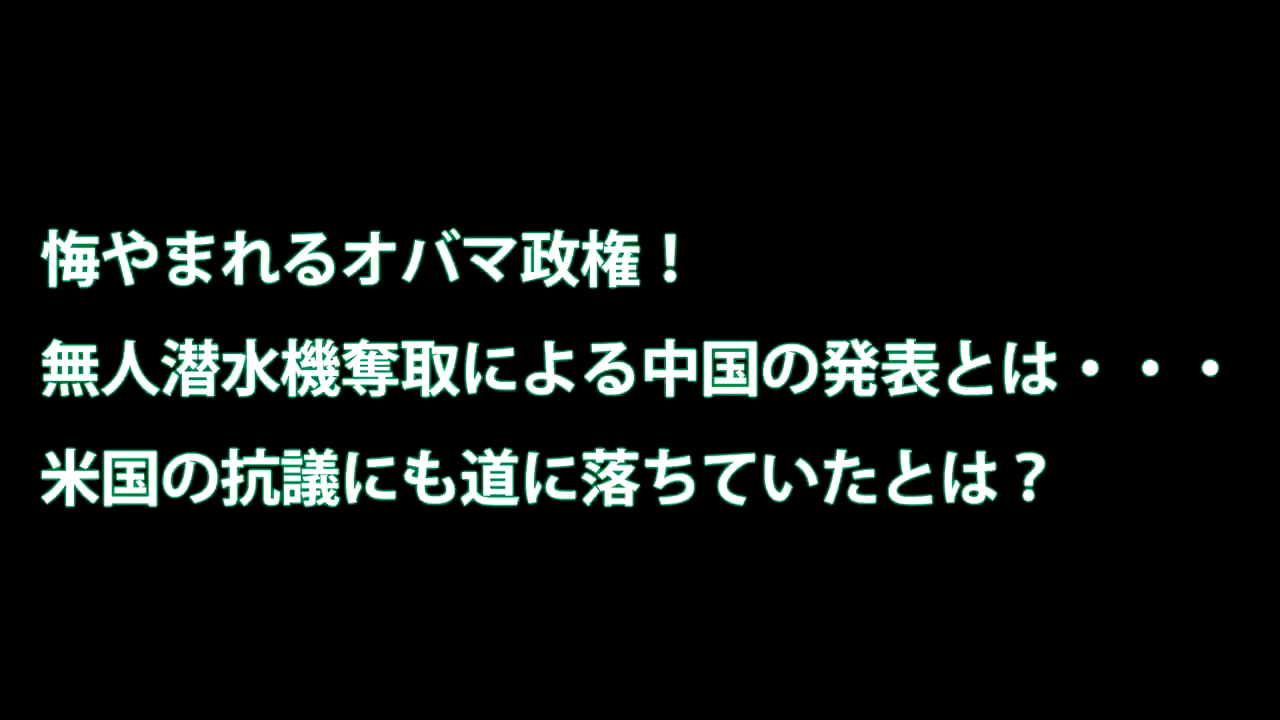 悔やまれるオバマ政権！
無人潜水機奪取による中国の発表とは・・・
米国の抗議にも道に落ちていたとは？